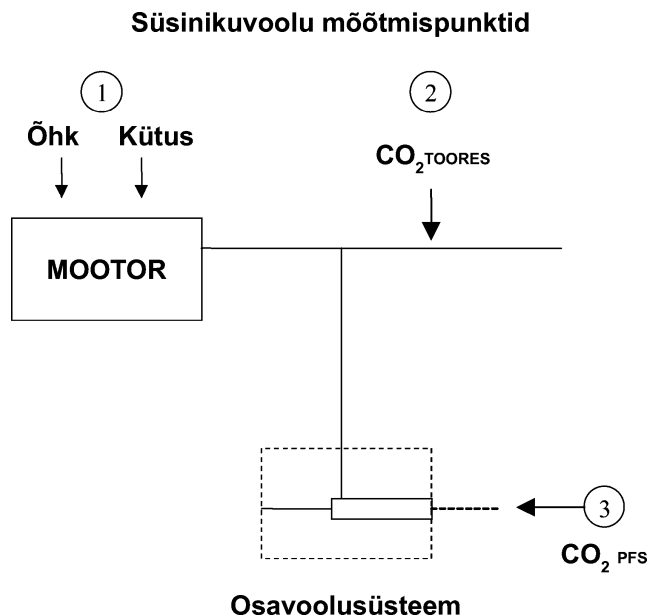 Süsinikuvoolu mõõtmispunktid
1 2
Õhk Kütus
CO2TOORES
MOOTOR
3
CO2 PFS
Osavoolusüsteem